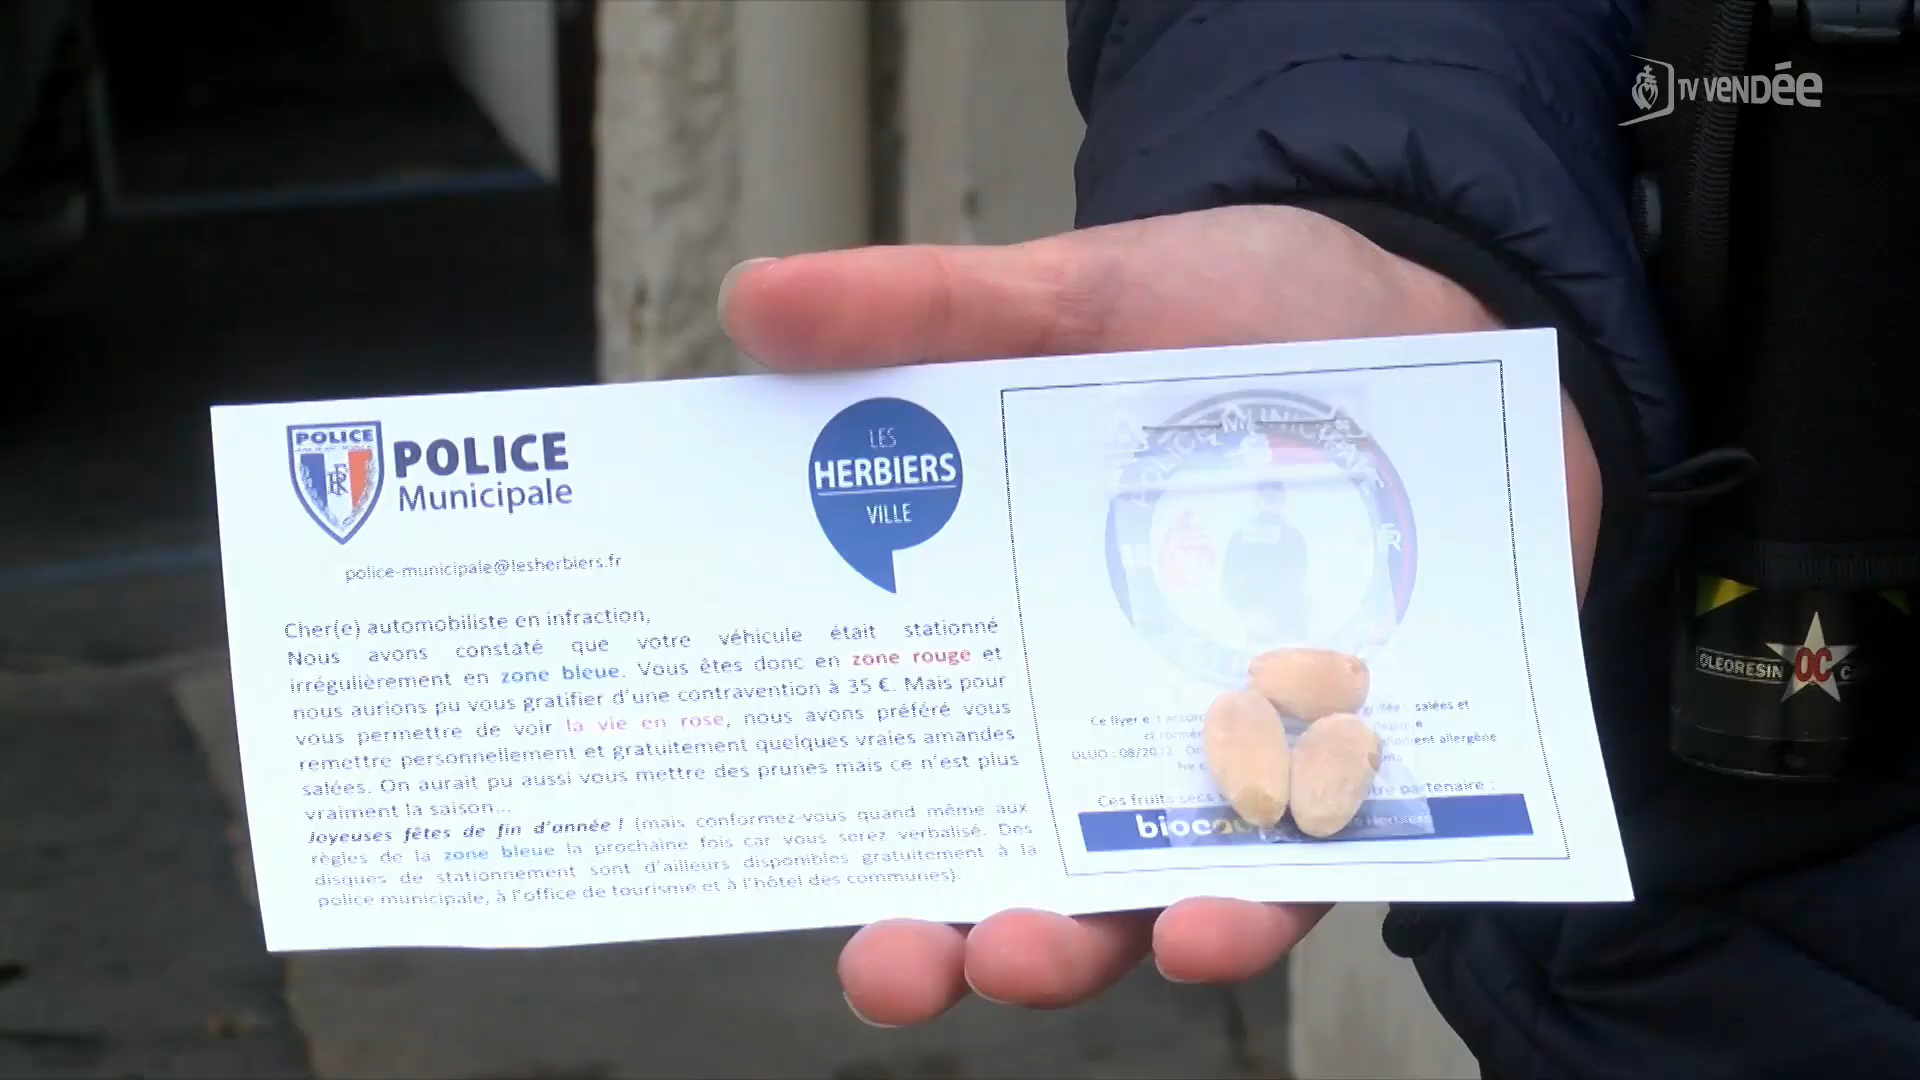 TV VENDÉE
POLICE
POLICE
Municipale
RF
LES
HERBIERS
VILLE
police-municipale@lesherbiers.fr
Cher(e) automobiliste en infraction,
Nous avons constaté que votre véhicule était stationné
irrégulièrement en zone bleue. Vous êtes donc en zone rouge et
nous aurions pu vous gratifier d'une contravention à 35 €. Mais pour
vous permettre de voir la vie en rose, nous avons préféré vous
remettre personnellement et gratuitement quelques vraies amandes
salées. On aurait pu aussi vous mettre des prunes mais ce n'est plus
vraiment la saison...
Joyeuses fêtes de fin d'année ! (mais conformez-vous quand même aux
règles de la zone bleue la prochaine fois car vous serez verbalisé. Des
disques de stationnement sont d'ailleurs disponibles gratuitement à la
police municipale, à l'office de tourisme et à l'hôtel des communes).
POLICE MUNICIPALE
Ce flyer salées et
allergène
DLUO :
Ces fruits secs partenaire :
Herbiers
OLEORESIN OC